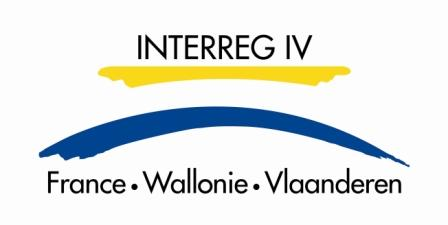 INTERREG IV
France • Wallonie • Vlaanderen